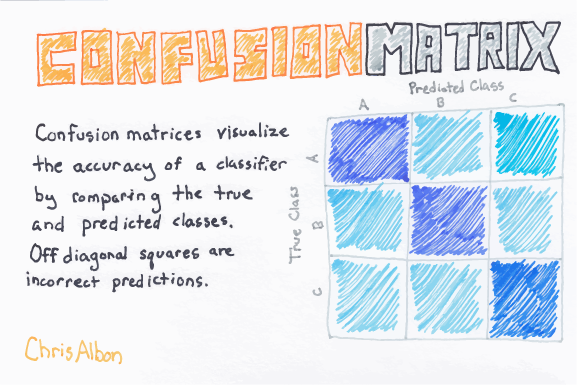 CONFUSION MATRIX
Confusion matrices visualize
the accuracy of a classifier
by comparing the true
and predicted classes.
Off diagonal squares are
incorrect predictions.
Chris Albon
Predicted Class
A B C
True Class
A
B
C